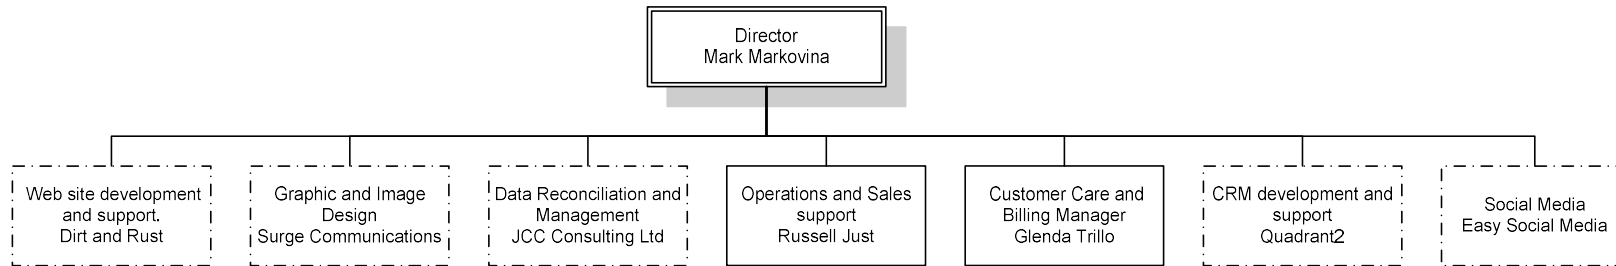 Director
Mark Markovina
Web site development
and support.
Dirt and Rust
Graphic and Image
Design
Surge Communications
Data Reconciliation and
Management
JCC Consulting Ltd
Operations and Sales
support
Russell Just
Customer Care and
Billing Manager
Glenda Trillo
CRM development and
support
Quadrant2
Social Media
Easy Social Media